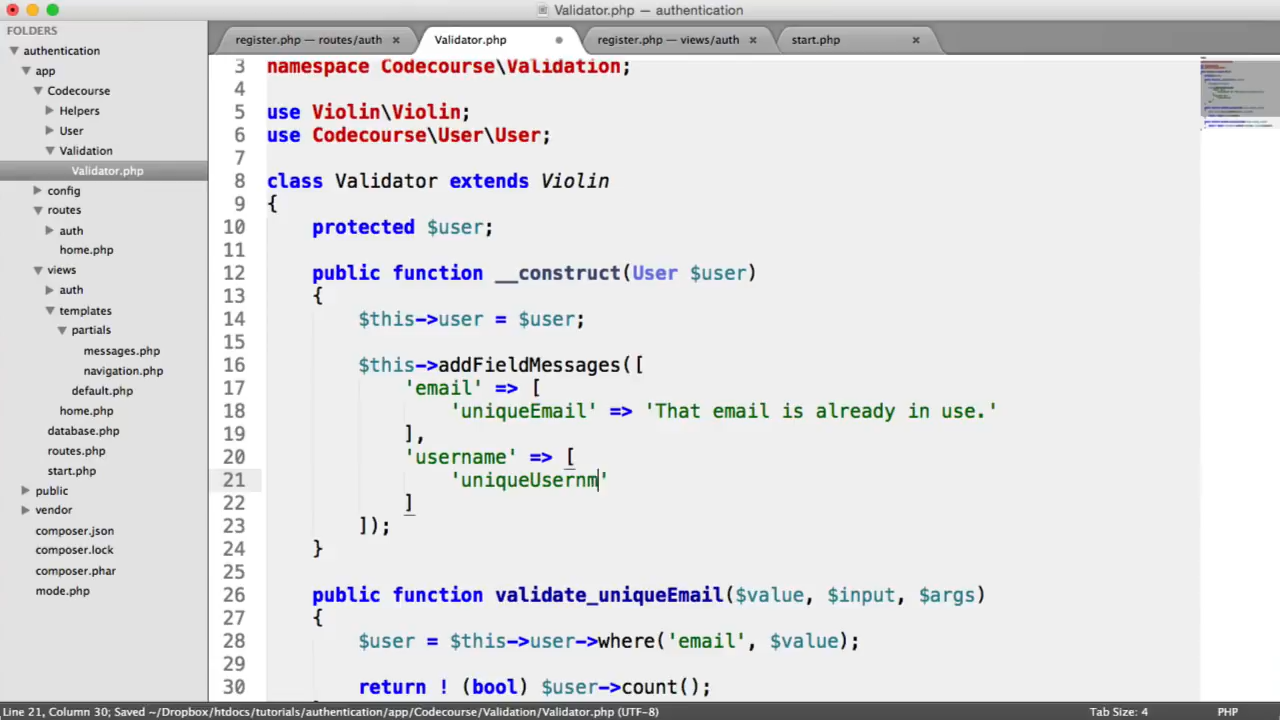 Validator.php — authentication
FOLDERS
authentication
app
Codecourse
Helpers
User
Validation
Validator.php
config
routes
auth
home.php
views
auth
templates
partials
messages.php
navigation.php
default.php
home.php
database.php
routes.php
start.php
public
vendor
composer.json
composer.lock
composer.phar
mode.php
register.php — routes/auth ×
Validator.php
register.php — views/auth ×
start.php ×
3 namespace Codecourse\Validation;
4
5 use Violin\Violin;
6 use Codecourse\User\User;
7
8 class Validator extends Violin
9 {
10 protected $user;
11
12 public function __construct(User $user)
13 {
14 $this->user = $user;
15
16 $this->addFieldMessages([
17 'email' => [
18 'uniqueEmail' => 'That email is already in use.'
19 ],
20 'username' => [
21 'uniqueUsernm'
22 ]
23 ]);
24 }
25
26 public function validate_uniqueEmail($value, $input, $args)
27 {
28 $user = $this->user->where('email', $value);
29
30 return ! (bool) $user->count();
Line 21, Column 30; Saved ~/Dropbox/htdocs/tutorials/authentication/app/Codecourse/Validation/Validator.php (UTF-8)
Tab Size: 4
PHP